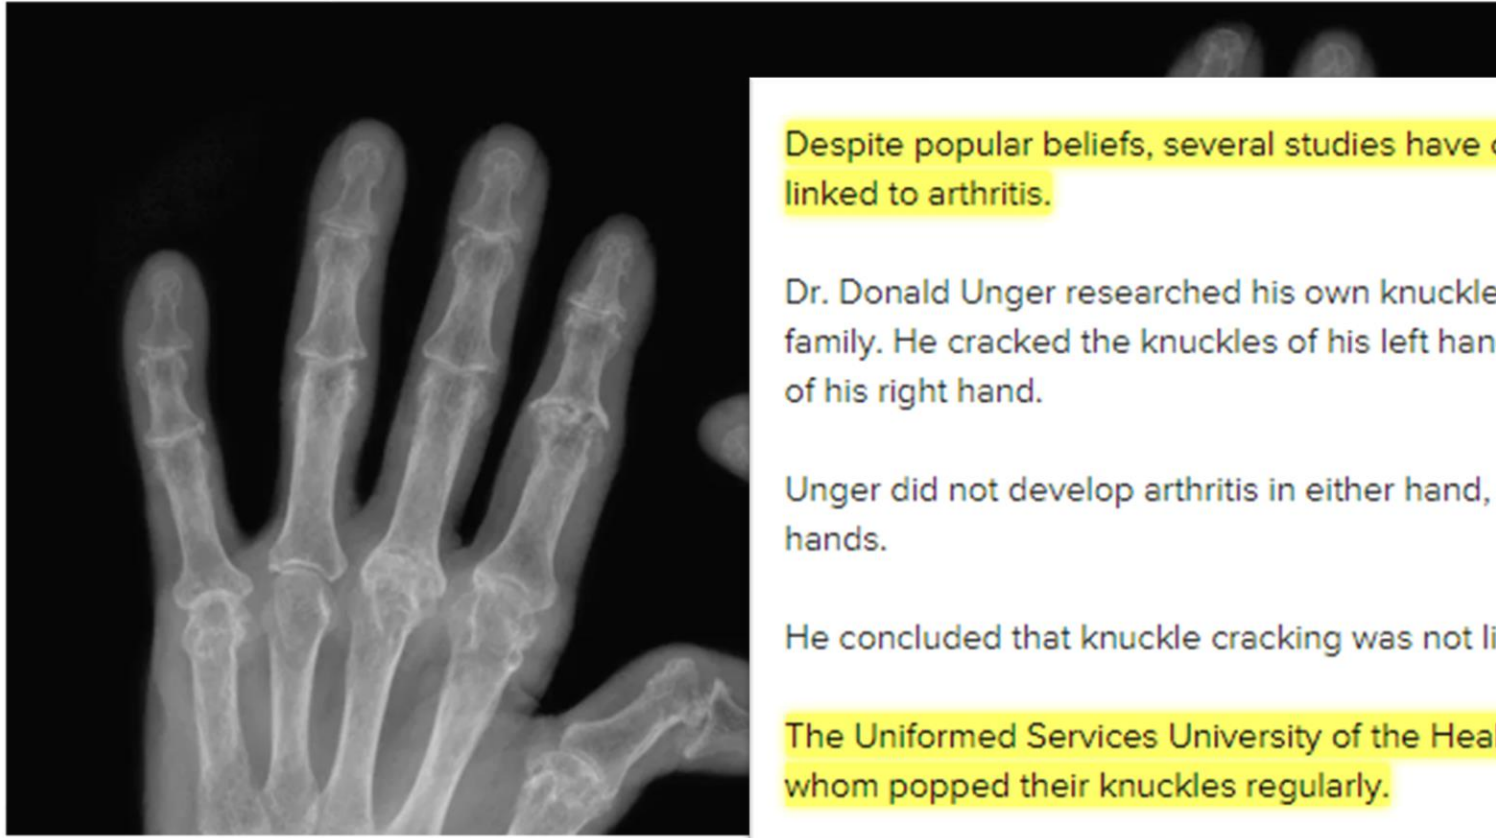 Despite popular beliefs, several studies have
linked to arthritis.
Dr. Donald Unger researched his own knuckle
family. He cracked the knuckles of his left han
of his right hand.
Unger did not develop arthritis in either hand,
hands.
He concluded that knuckle cracking was not li
The Uniformed Services University of the Heal
whom popped their knuckles regularly.